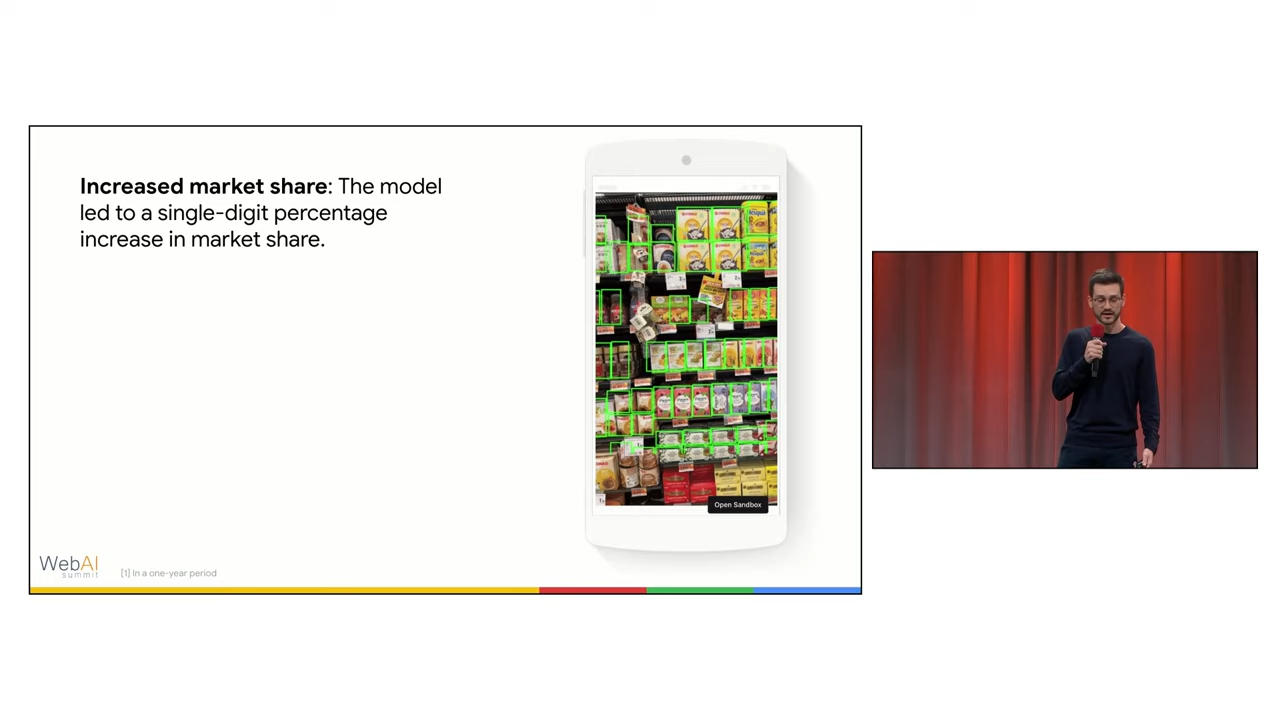 Increased market share: The model
led to a single-digit percentage
increase in market share.
Open Sandbox
WebAI
summit
[1] In a one-year period